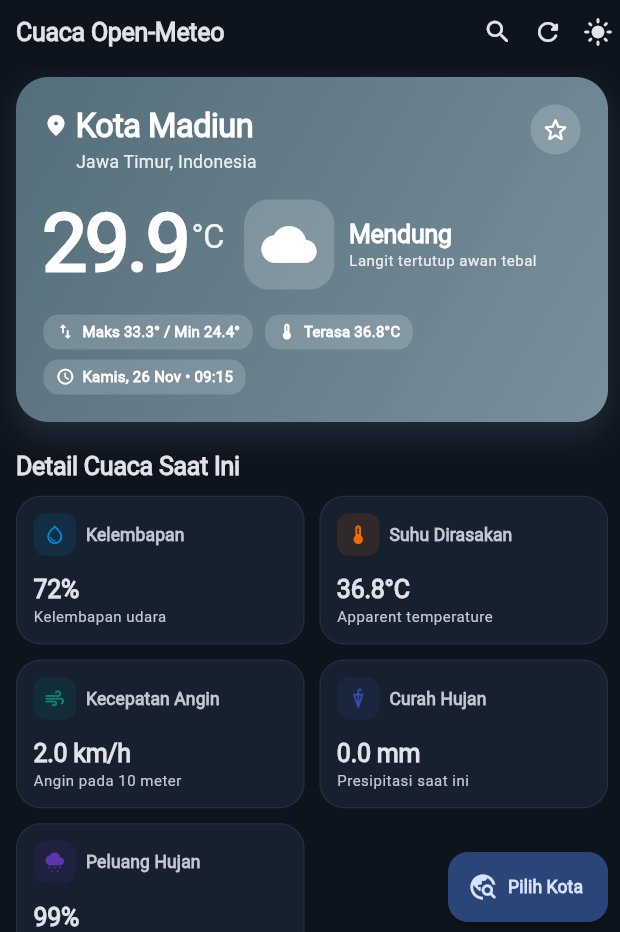 Cuaca Open-Meteo
Kota Madiun
Jawa Timur, Indonesia
29.9°C
Mendung
Langit tertutup awan tebal
Maks 33.3° / Min 24.4°
Terasa 36.8°C
Kamis, 26 Nov • 09:15
Detail Cuaca Saat Ini
Kelembapan
72%
Kelembapan udara
Suhu Dirasakan
36.8°C
Apparent temperature
Kecepatan Angin
2.0 km/h
Angin pada 10 meter
Curah Hujan
0.0 mm
Presipitasi saat ini
Peluang Hujan
99%
Pilih Kota